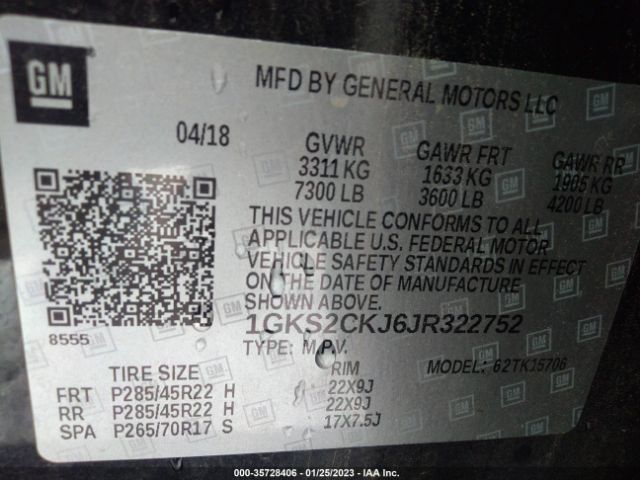 GM
MFD BY GENERAL MOTORS LLC
04/18
GVWR GAWR FRT GAWR RR
3311 KG 1633 KG 1905 KG
7300 LB 3600 LB 4200 LB
THIS VEHICLE CONFORMS TO ALL
APPLICABLE U.S. FEDERAL MOTOR
VEHICLE SAFETY STANDARDS IN EFFECT
ON THE DATE OF MANUFACTURE
SHOWN ABOVE.
1GKS2CKJ6JR322752
8555
TYPE: M.P.V. MODEL: 62TK15706
TIRE SIZE RIM
FRT P285/45R22 H 22X9J
RR P285/45R22 H 22X9J
SPA P265/70R17 S 17X7.5J
000-35728406 - 01/25/2023 - IAA Inc.